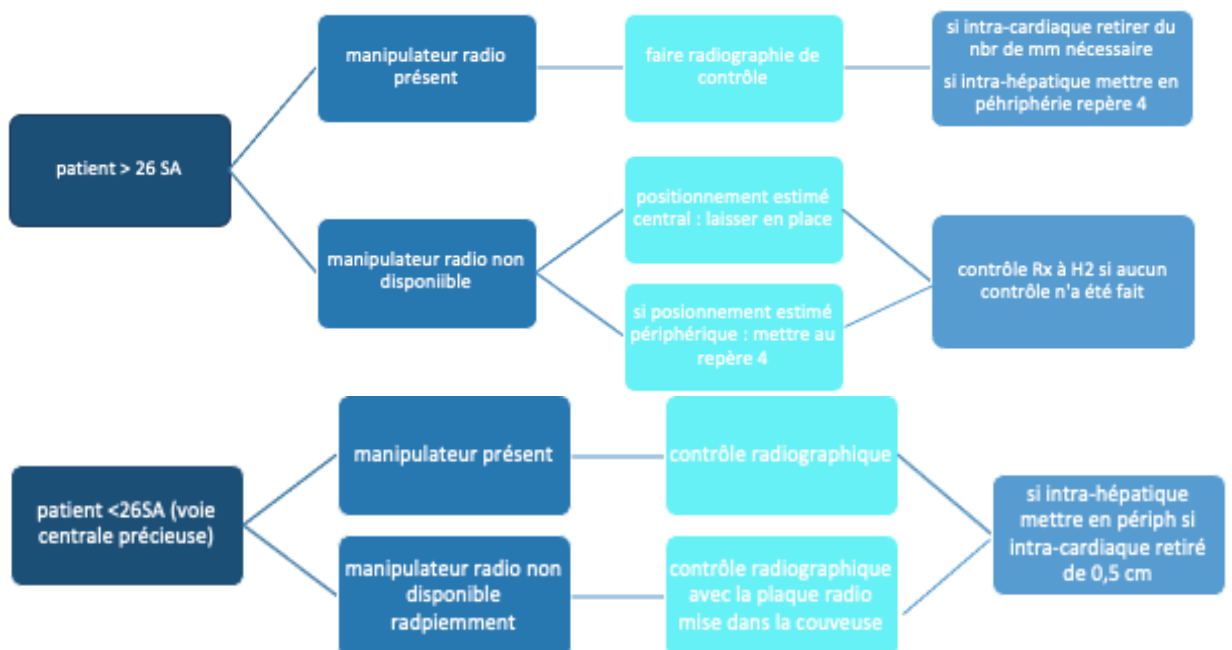 patient > 26 SA
manipulateur radio
présent
faire radiographie de
contrôle
si intra-cardiaque retirer du
nbr de mm nécessaire
si intra-hépatique mettre en
péhriphérie repère 4
manipulateur radio non
disponiible
positionnement estimé
central : laisser en place
si posionnement estimé
périphérique : mettre au
repère 4
contrôle Rx à H2 si aucun
contrôle n'a été fait
patient <26SA (voie
centrale précieuse)
manipulateur présent
contrôle radiographique
manipulateur radio non
disponible
radpiemment
contrôle radiographique
avec la plaque radio
mise dans la couveuse
si intra-hépatique
mettre en périph si
intra-cardiaque retiré
de 0,5 cm